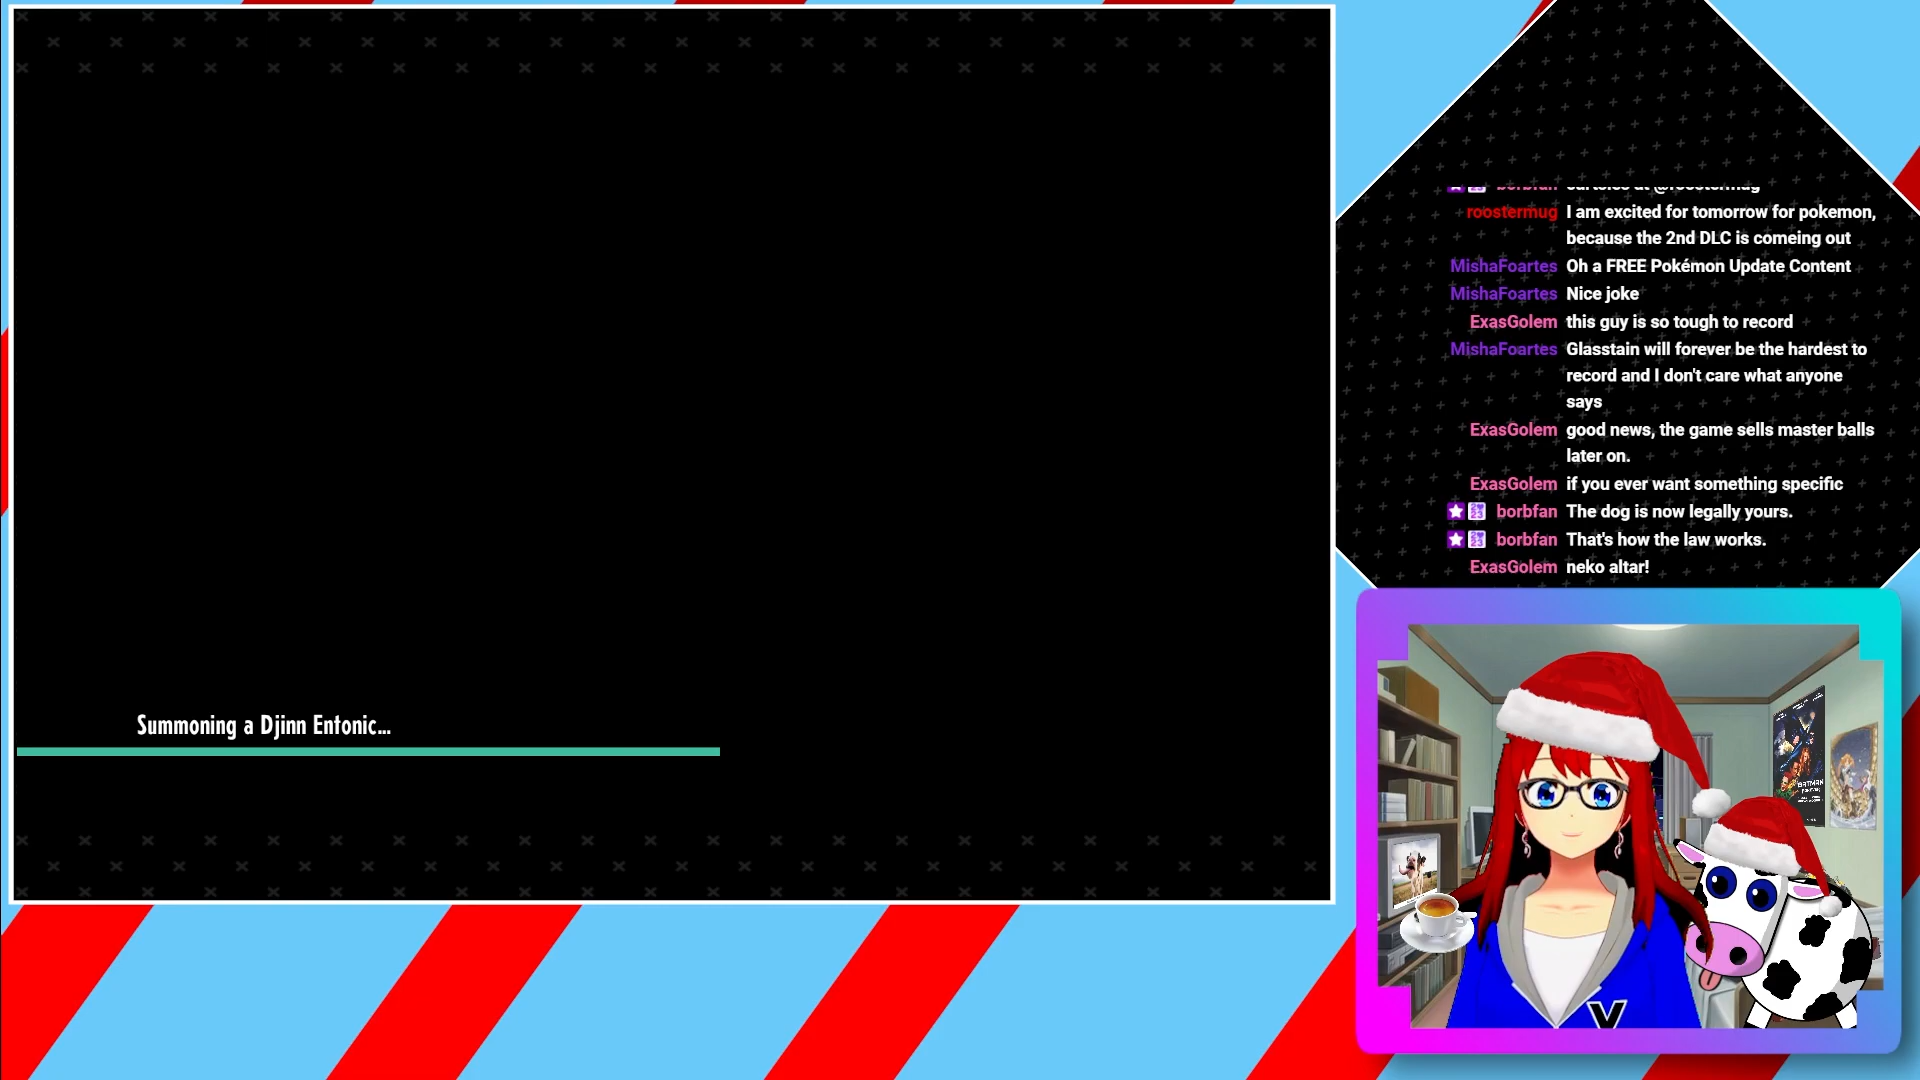 Summoning a Djinn Entonic...
borbfan
roostermug I am excited for tomorrow for pokemon,
because the 2nd DLC is comeing out
MishaFoartes Oh a FREE Pokémon Update Content
MishaFoartes Nice joke
ExasGolem this guy is so tough to record
MishaFoartes Glasstain will forever be the hardest to
record and I don't care what anyone
says
ExasGolem good news, the game sells master balls
later on.
ExasGolem if you ever want something specific
borbfan The dog is now legally yours.
borbfan That's how the law works.
ExasGolem neko altar!
V